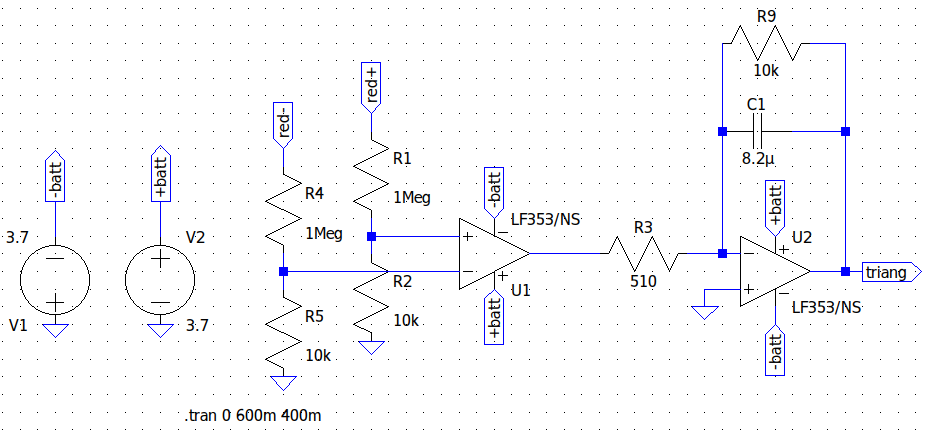 R9
10k
C1
8.2µ
red+
red-
R1
1Meg
R4
1Meg
-batt
+batt
3.7
V1
V2
3.7
-batt
LF353/NS
+
−
−
+
U1
+batt
R2
10k
R5
10k
R3
510
+batt
U2
+
−
+
−
LF353/NS
-batt
triang
.tran 0 600m 400m